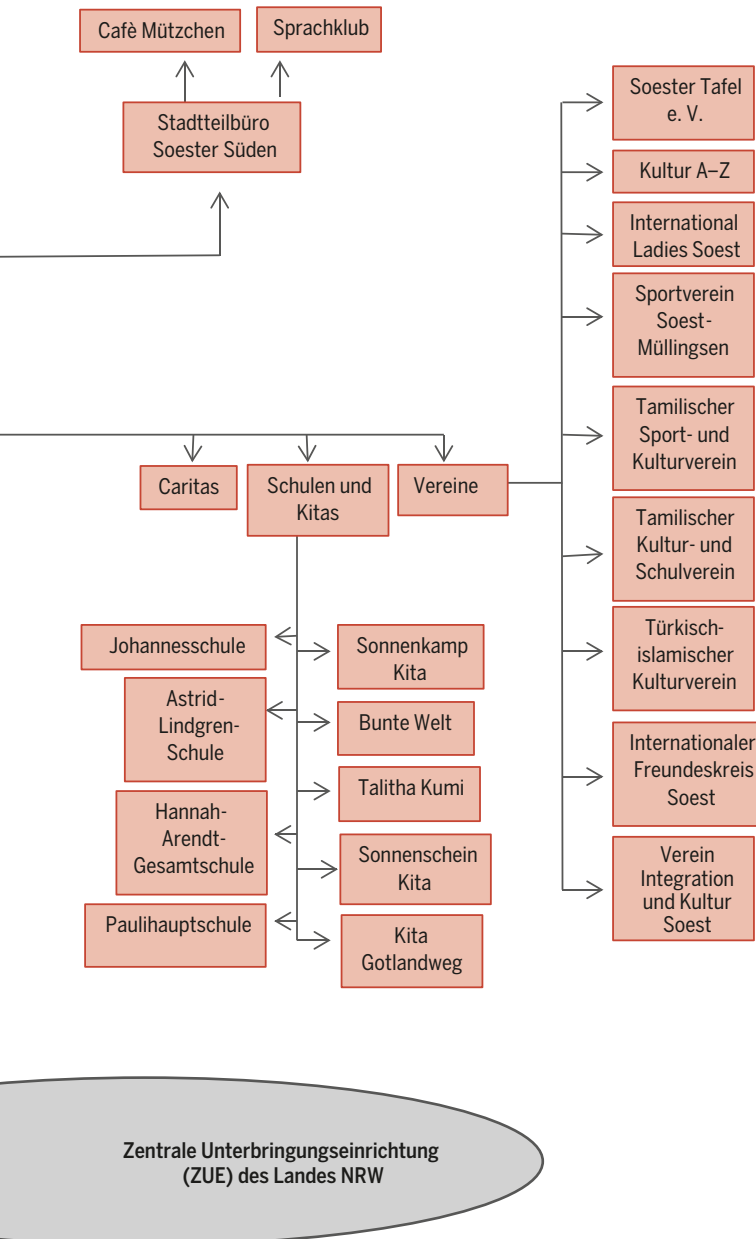 Cafè Mützchen
Sprachklub
Stadtteilbüro
Soester Süden
Caritas
Schulen und
Kitas
Vereine
Johannesschule
Astrid-
Lindgren-
Schule
Hannah-
Arendt-
Gesamtschule
Paulihauptschule
Sonnenkamp
Kita
Bunte Welt
Talitha Kumi
Sonnenschein
Kita
Kita
Gotlandweg
Soester Tafel
e. V.
Kultur A–Z
International
Ladies Soest
Sportverein
Soest-
Müllingsen
Tamilischer
Sport- und
Kulturverein
Tamilischer
Kultur- und
Schulverein
Türkisch-
islamischer
Kulturverein
Internationaler
Freundeskreis
Soest
Verein
Integration
und Kultur
Soest
Zentrale Unterbringungseinrichtung
(ZUE) des Landes NRW